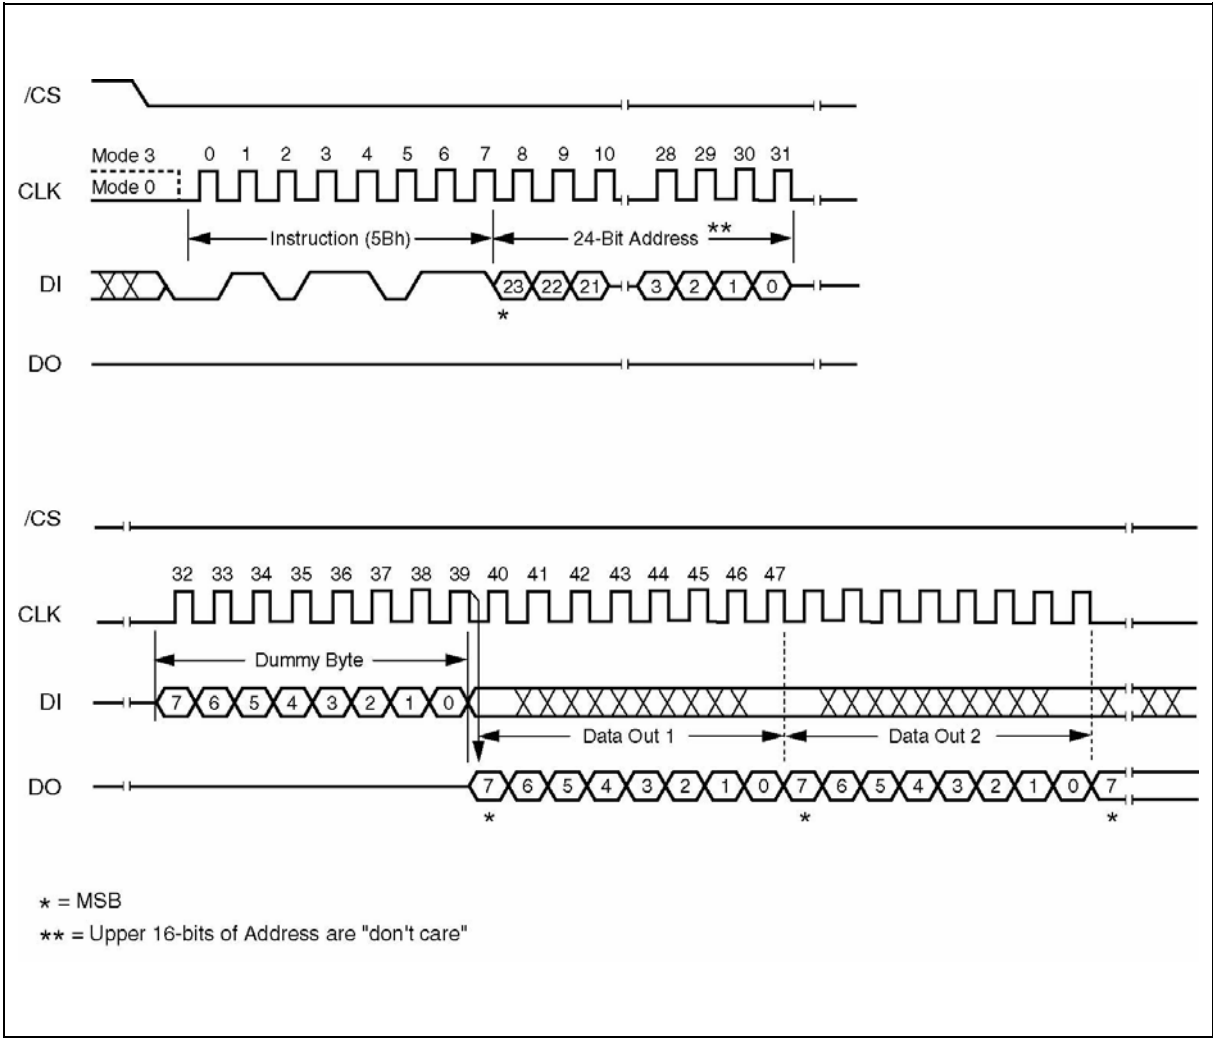 /CS
Mode 3 0 1 2 3 4 5 6 7 8 9 10 28 29 30 31
CLK Mode 0
Instruction (5Bh) 24-Bit Address **
DI 23 22 21 3 2 1 0
*
DO
/CS
32 33 34 35 36 37 38 39 40 41 42 43 44 45 46 47
CLK
Dummy Byte
DI 7 6 5 4 3 2 1 0
Data Out 1 Data Out 2
DO 7 6 5 4 3 2 1 0 7 6 5 4 3 2 1 0 7
* * *
* = MSB
** = Upper 16-bits of Address are "don't care"